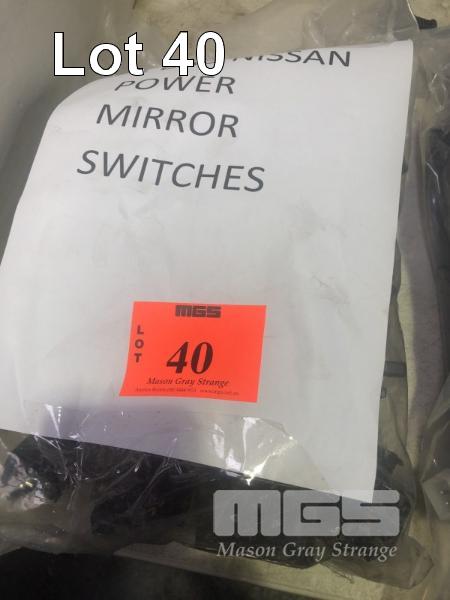 Lot 40
NISSAN
POWER
MIRROR
SWITCHES
MGS
LOT
40
Mason Gray Strange
MGS
Mason Gray Strange